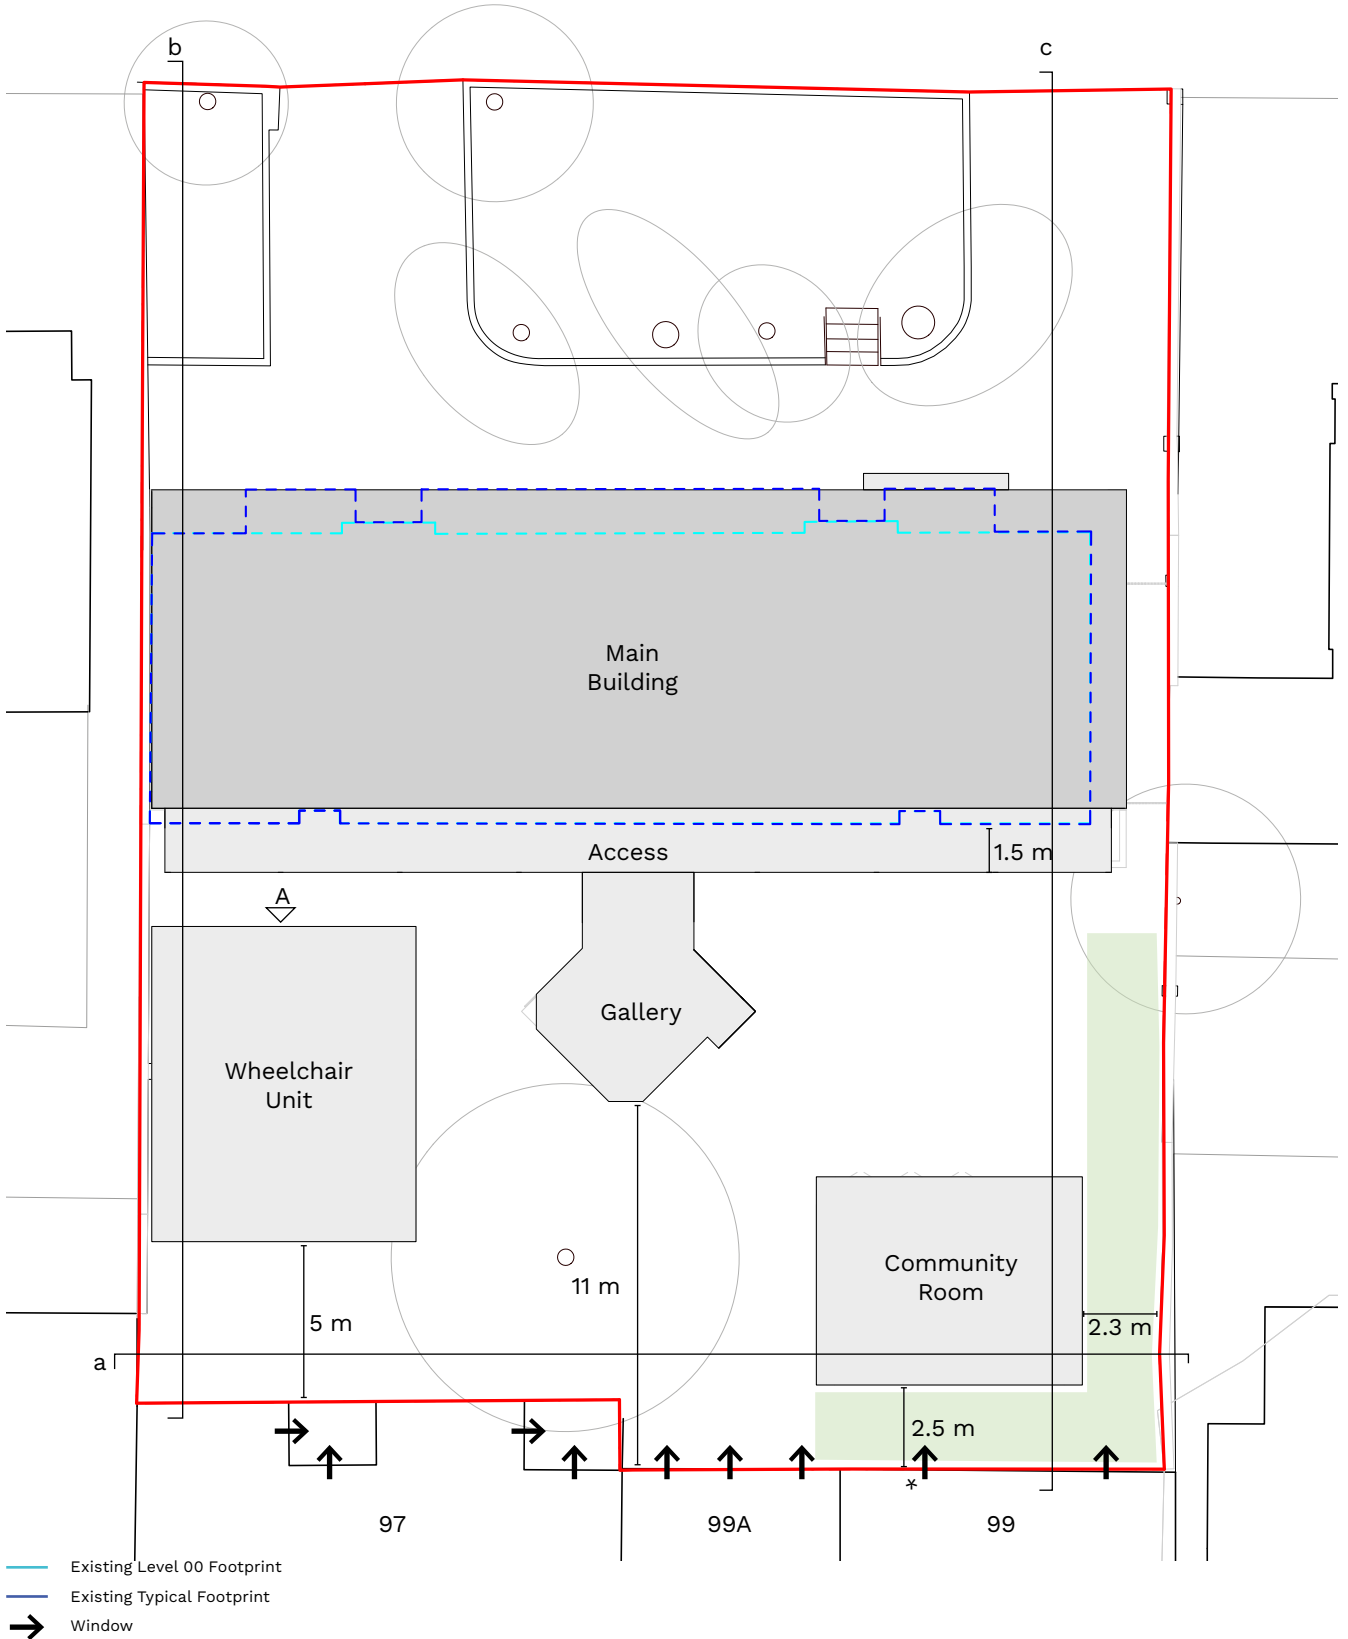 b
c
Main
Building
Access
1.5 m
A
Gallery
Wheelchair
Unit
Community
Room
11 m
5 m
2.3 m
a
2.5 m
*
97
99A
99
Existing Level 00 Footprint
Existing Typical Footprint
Window